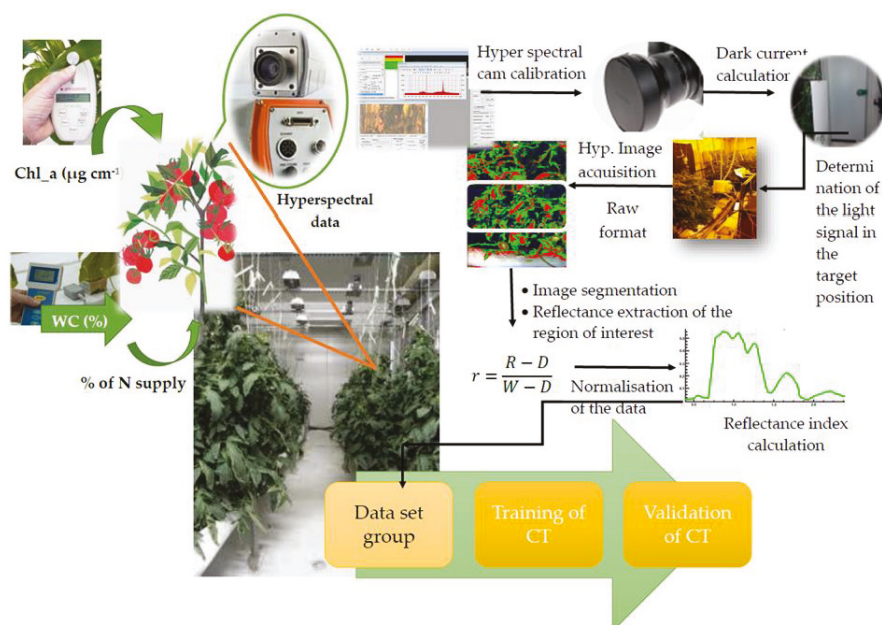 Hyper spectral
cam calibration
Dark current
calculation
Chl_a (µg cm⁻¹)
Hyperspectral
data
Hyp. Image
acquisition
Raw
format
Determi
nation of
the light
signal in
the
target
position)
WC (%)
% of N supply
• Image segmentation
• Reflectance extraction of the
region of interest
r = R − D / W − D
Normalisation
of the data
Reflectance index
calculation
Data set
group
Training of
CT
Validation
of CT